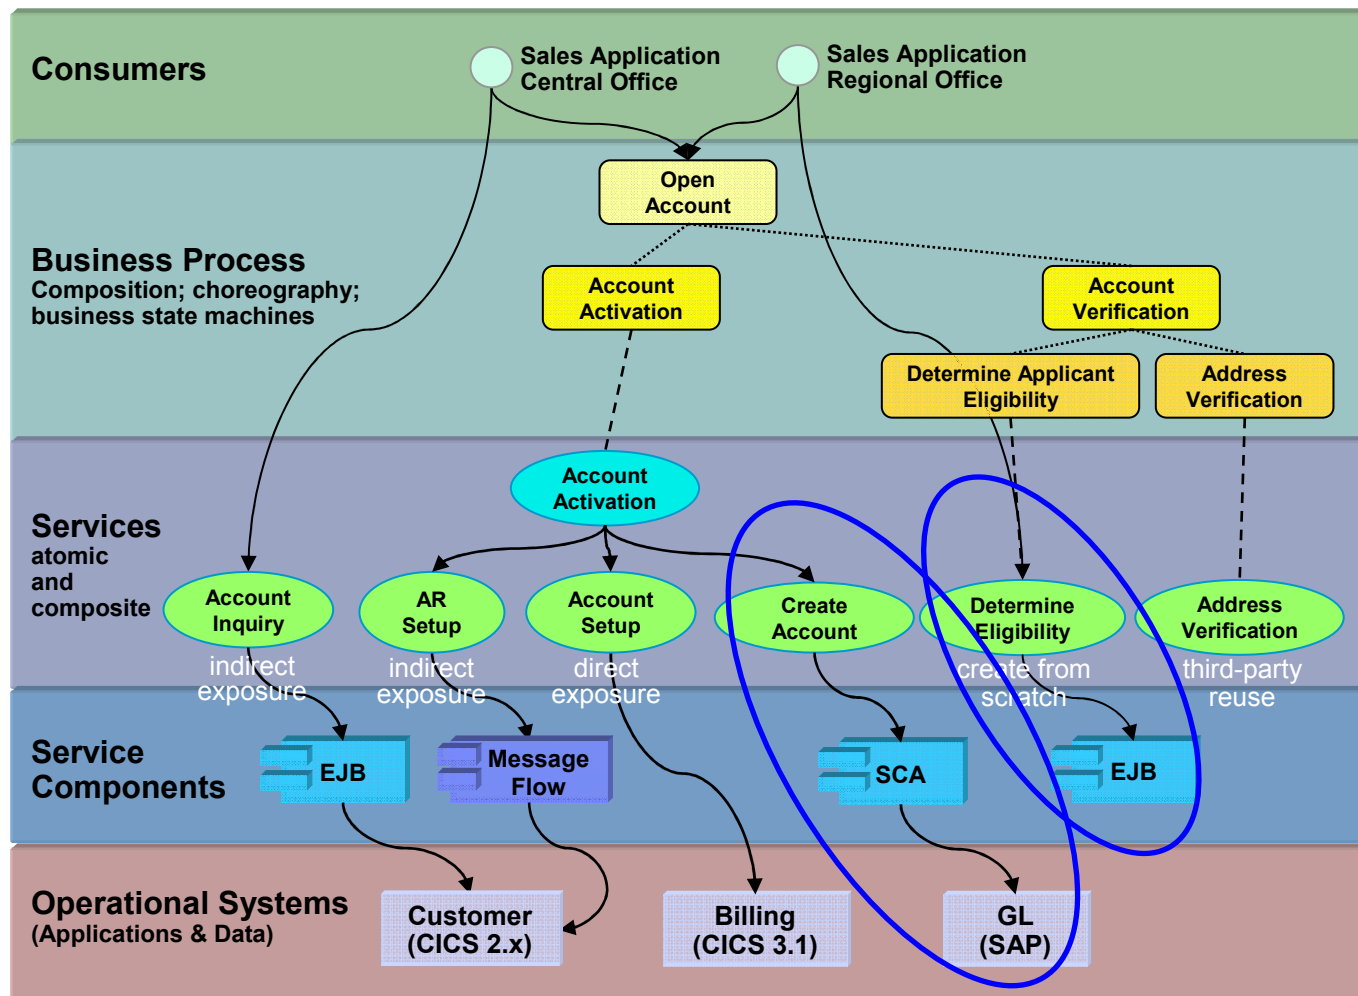 Consumers
Sales Application
Central Office
Sales Application
Regional Office
Open
Account
Business Process
Composition; choreography;
business state machines
Account
Activation
Account
Verification
Determine Applicant
Eligibility
Address
Verification
Services
atomic
and
composite
Account
Activation
Account
Inquiry
AR
Setup
Account
Setup
Create
Account
Determine
Eligibility
Address
Verification
indirect
exposure
indirect
exposure
direct
exposure
create from
scratch
third-party
reuse
Service
Components
EJB
Message
Flow
SCA
EJB
Operational Systems
(Applications & Data)
Customer
(CICS 2.x)
Billing
(CICS 3.1)
GL
(SAP)